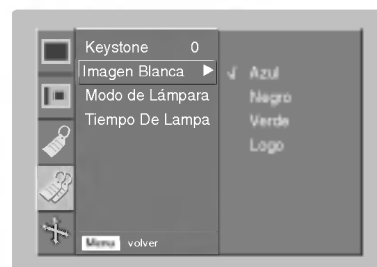 Keystone 0
Imagen Blanca ▶ √ Azul
Modo de Lámpara Negro
Tiempo De Lampa Verde
Logo
Menu volver